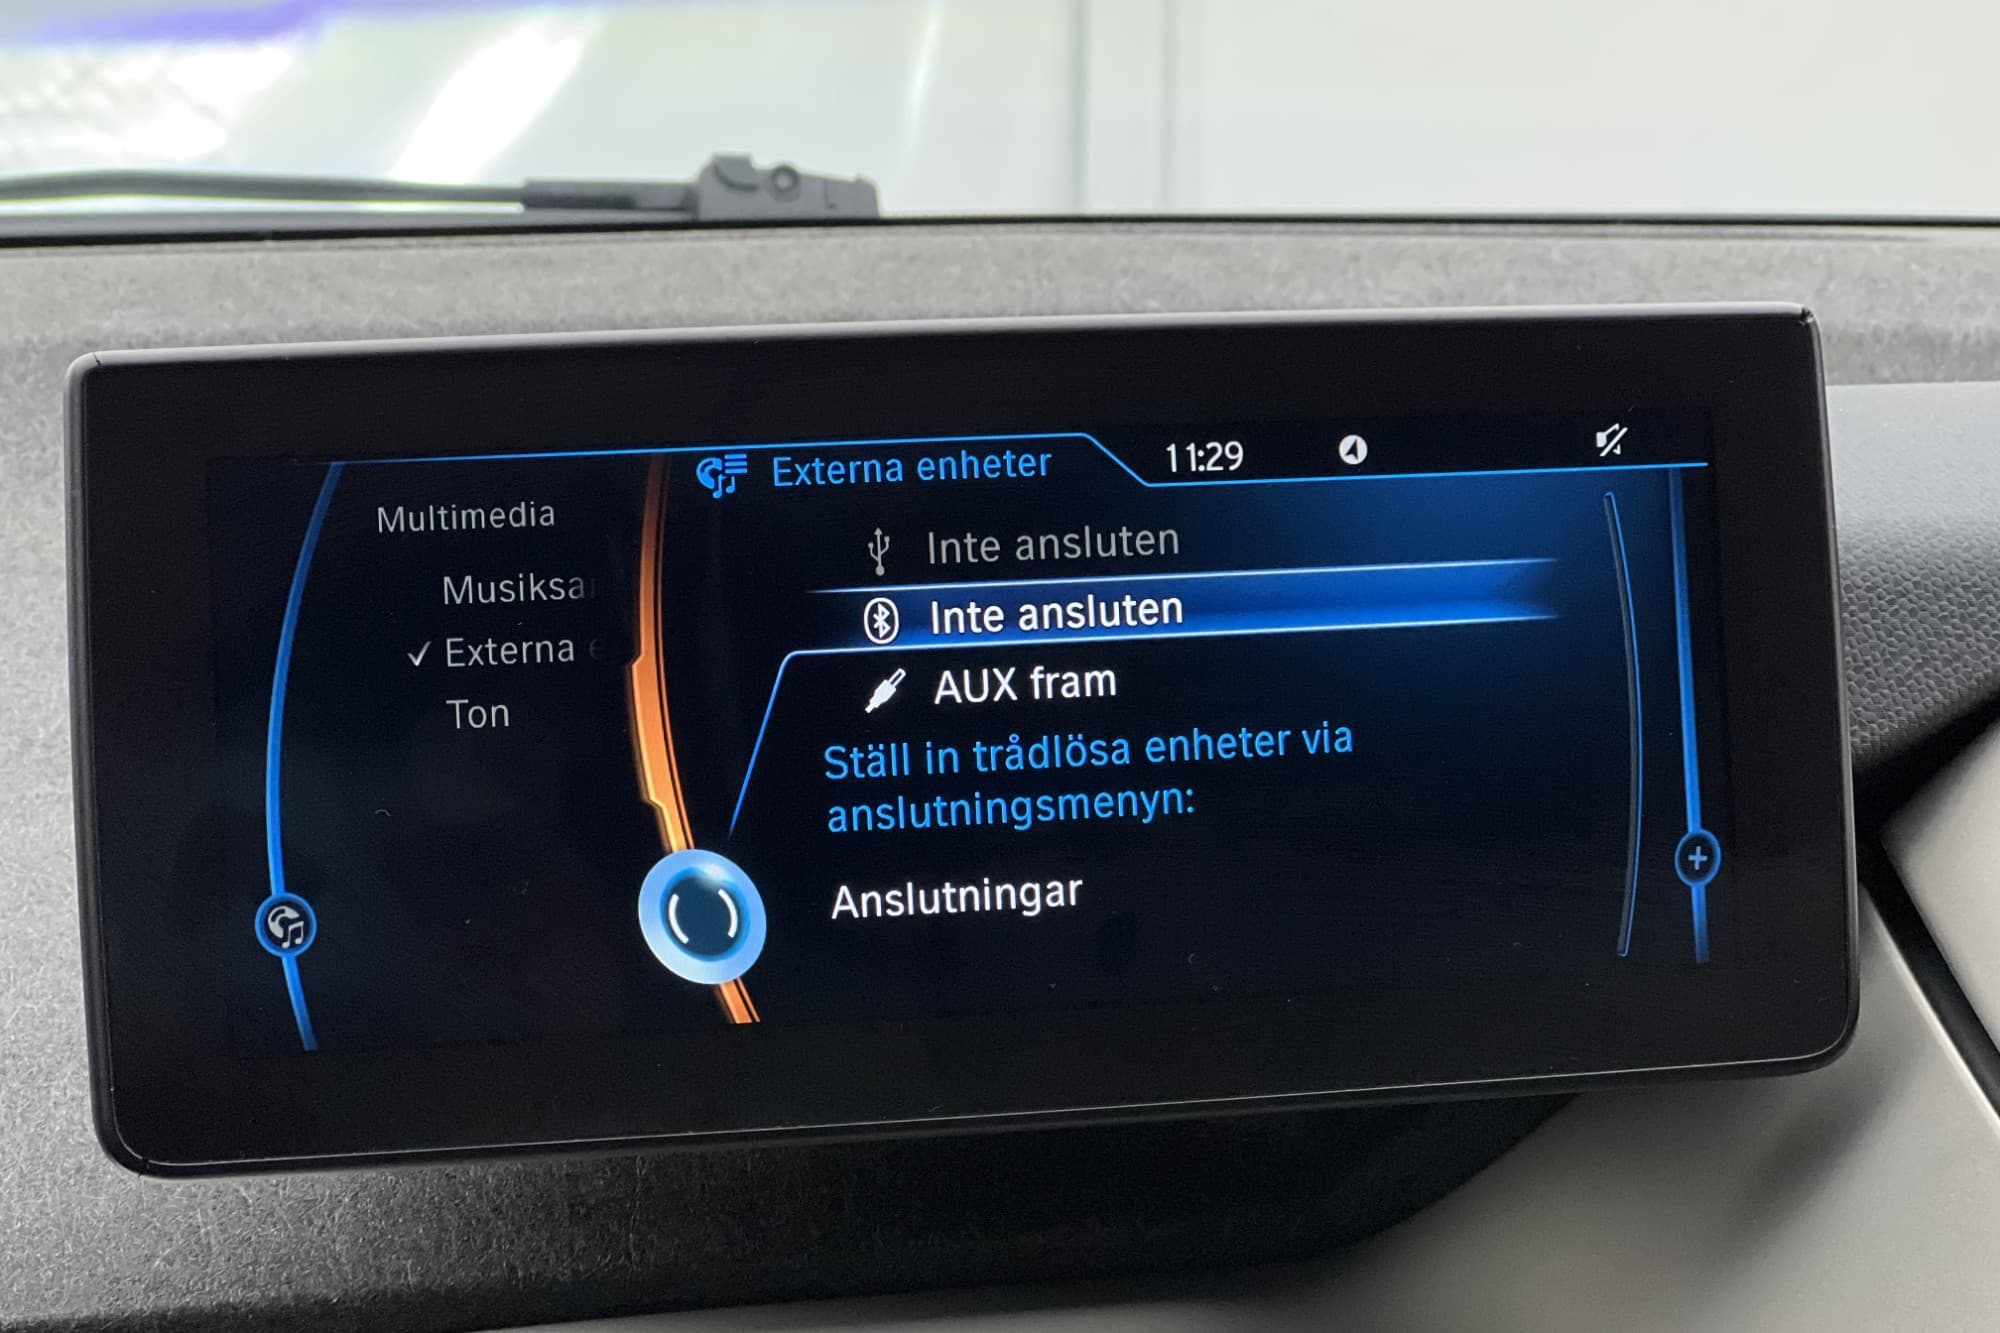 Externa enheter
11:29
Multimedia
Musiksa
✓ Externa
Ton
Inte ansluten
Inte ansluten
AUX fram
Ställ in trådlösa enheter via
anslutningsmenyn:
Anslutningar